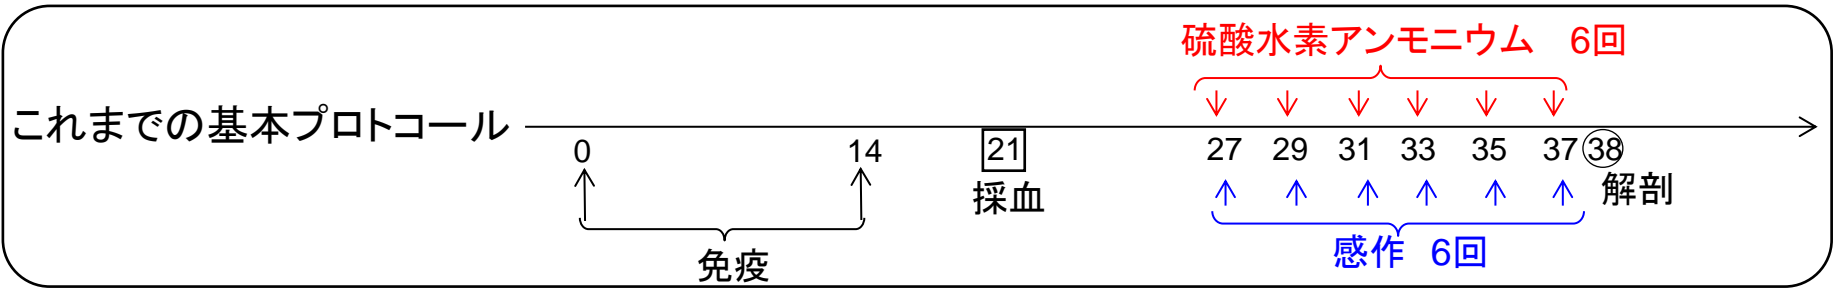 硫酸水素アンモニウム　6回
これまでの基本プロトコール
0 14 21 27 29 31 33 35 37 38
採血
解剖
免疫
感作　6回